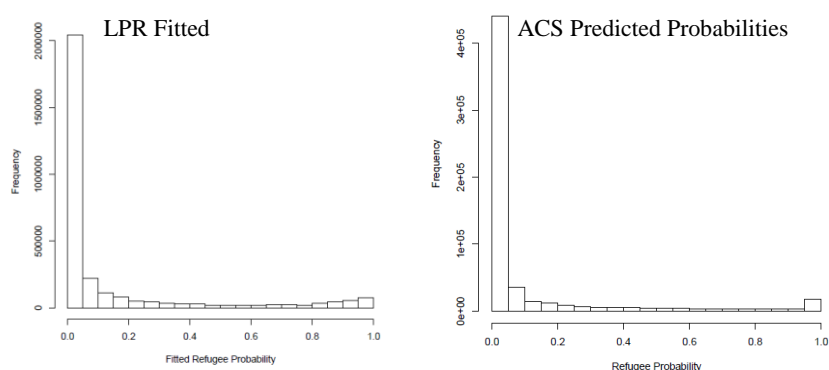 LPR Fitted
2000000
1500000
1000000
500000
0
Frequency
0.0 0.2 0.4 0.6 0.8 1.0
Fitted Refugee Probability
ACS Predicted Probabilities
4e+05
3e+05
2e+05
1e+05
0e+00
Frequency
0.0 0.2 0.4 0.6 0.8 1.0
Refugee Probability